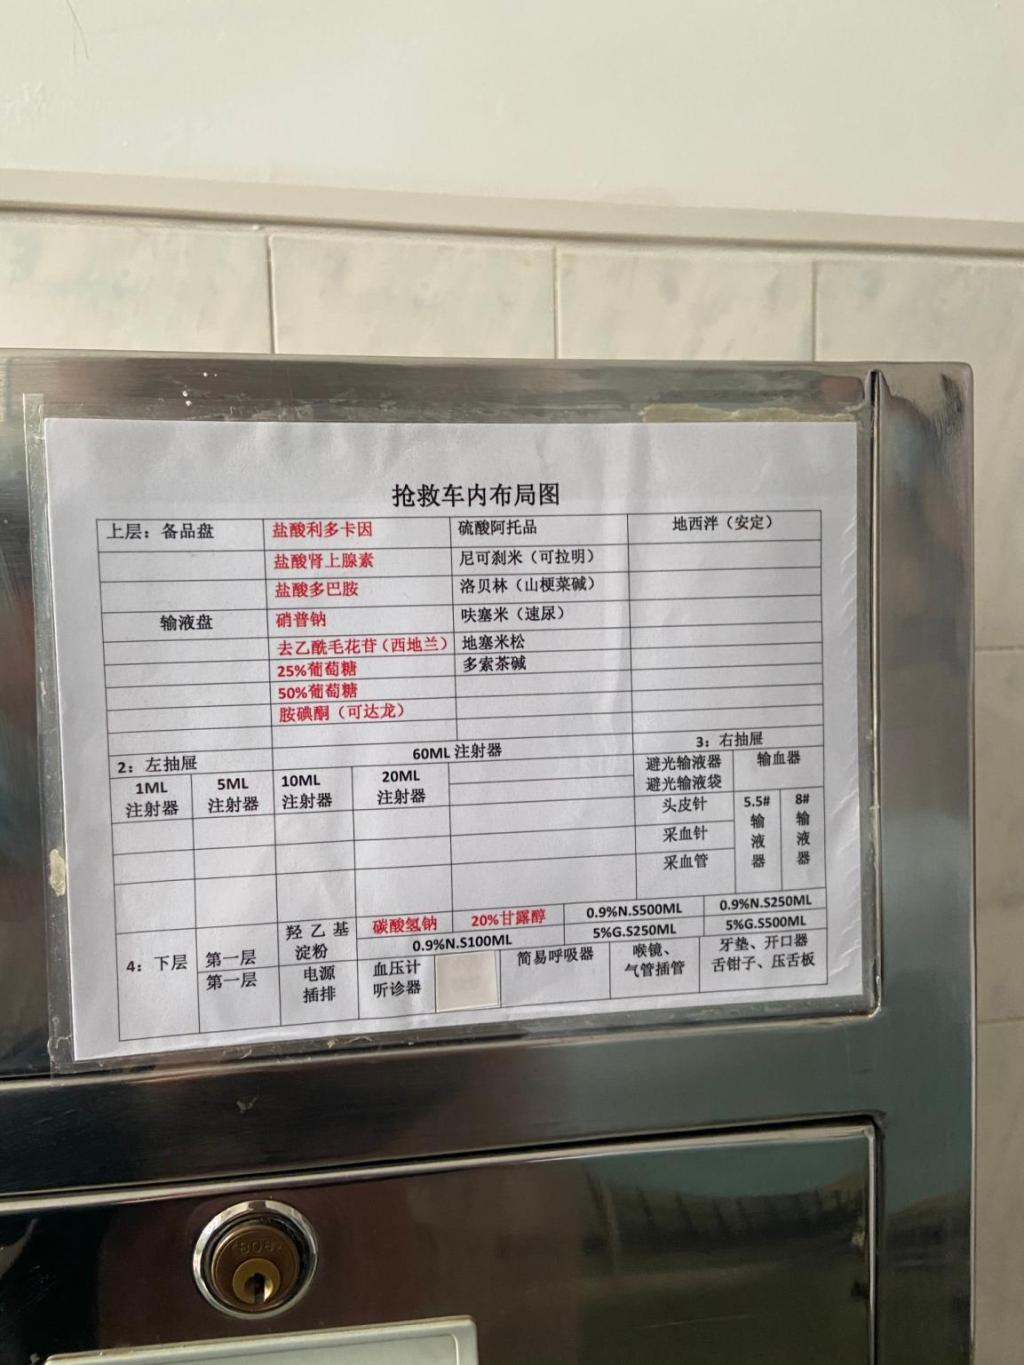 抢救车内布局图
上层：备品盘 盐酸利多卡因 硫酸阿托品 地西泮（安定）
盐酸肾上腺素 尼可刹米（可拉明）
盐酸多巴胺 洛贝林（山梗菜碱）
输液盘 硝普钠 呋塞米（速尿）
去乙酰毛花苷（西地兰） 地塞米松
25%葡萄糖 多索茶碱
50%葡萄糖
胺碘酮（可达龙）
2：左抽屉 60ML 注射器 3：右抽屉
1ML 注射器 5ML 注射器 10ML 注射器 20ML 注射器 避光输液器 避光输液袋 输血器
头皮针 5.5# 输液器 8# 输液器
采血针
采血管
4：下层 第一层 羟乙基淀粉 碳酸氢钠 20%甘露醇 0.9%N.S500ML 0.9%N.S250ML
0.9%N.S100ML 5%G.S250ML 5%G.S500ML
第一层 电源插排 血压计 听诊器 简易呼吸器 喉镜、气管插管 牙垫、开口器 舌钳子、压舌板